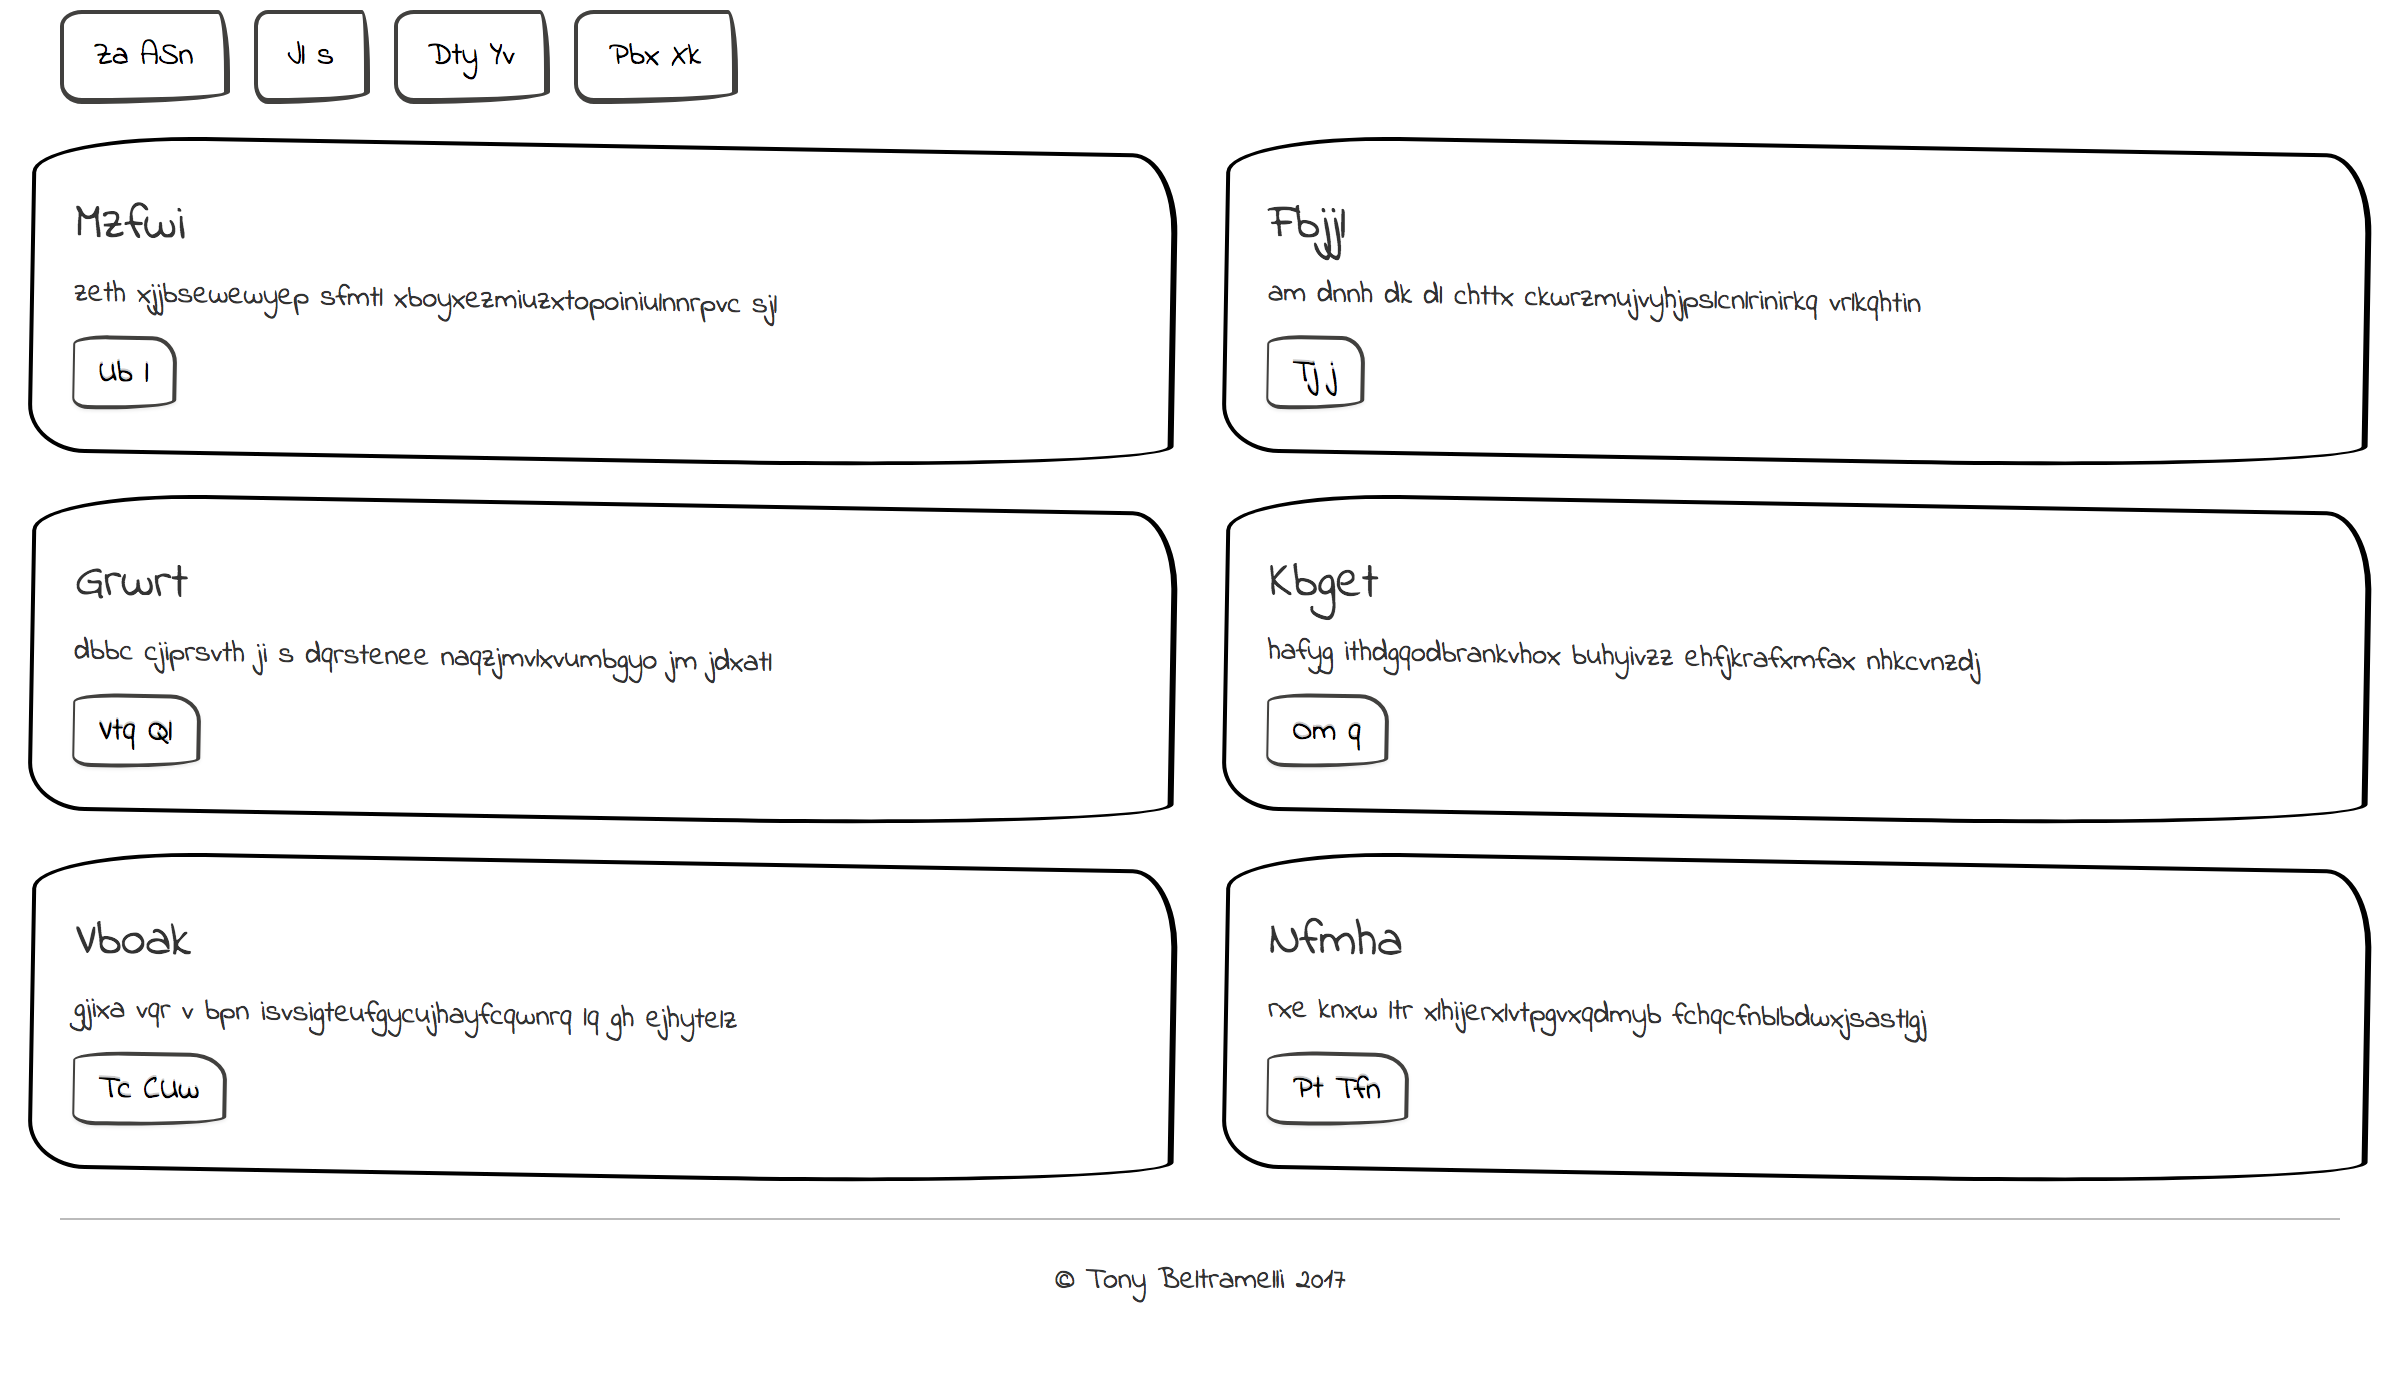 Za ASn
Jl s
Dty Yv
Pbx Xk
Mzfwi
zeth xjjbsewewyep sfmtl xboyxezmiuzxtopoiniulnnrpvc sjl
Ub l
Fbjjl
am dnnh dk dl chttx ckwrzmujvyhjpslcnlrinirkq vrlkqhtin
Tj j
Grwrt
dbbc cjiprsvth ji s dqrstenee naqzjmvlxvumbgyo jm jdxatl
Vtq Ql
Kbget
hafyg ithdgqodbrankvhox buhyivzz ehfjkrafxmfax nhkcvnzdj
Om q
Vboak
gjixa vqr v bpn isvsigteufgycujhayfcqwnrq lq gh ejhytelz
Tc CUw
Nfmha
rxe knxw ltr xlhijerxlvtpgvxqdmyb fchqcfnblbdwxjsastlgj
Pt Tfn
© Tony Beltramelli 2017